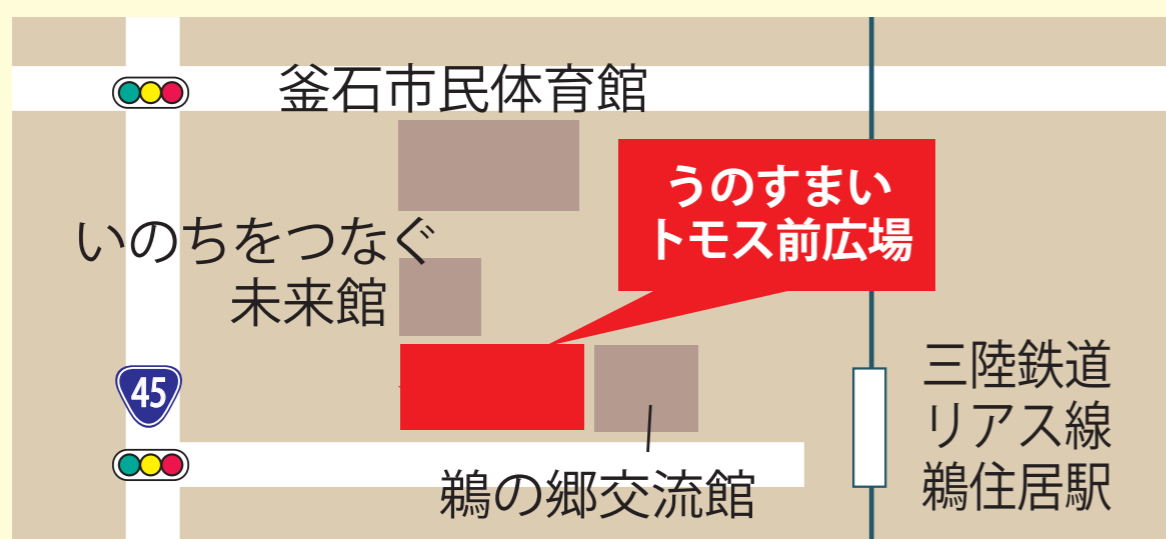 釜石市民体育館
うのすまい
トモス前広場
いのちをつなぐ
未来館
45
三陸鉄道
リアス線
鵜住居駅
鵜の郷交流館